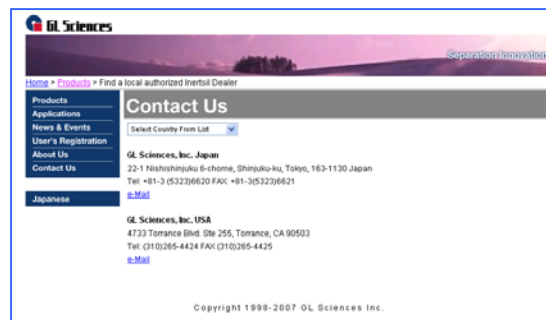 GL Sciences
Separation Innovation
Home > Products > Find a local authorized Inertsil Dealer
Products
Applications
News & Events
User's Registration
About Us
Contact Us
Japanese
Contact Us
Select Country From List
GL Sciences, Inc. Japan
22-1 Nishishinjuku 6-chome, Shinjuku-ku, Tokyo, 163-1130 Japan
Tel: +81-3 (5323)6620 FAX: +81-3(5323)6621
e-Mail
GL Sciences, Inc. USA
4733 Torrance Blvd. Ste 255, Torrance, CA 90503
Tel: (310)265-4424 FAX (310)265-4425
e-Mail
Copyright 1998-2007 GL Sciences Inc.